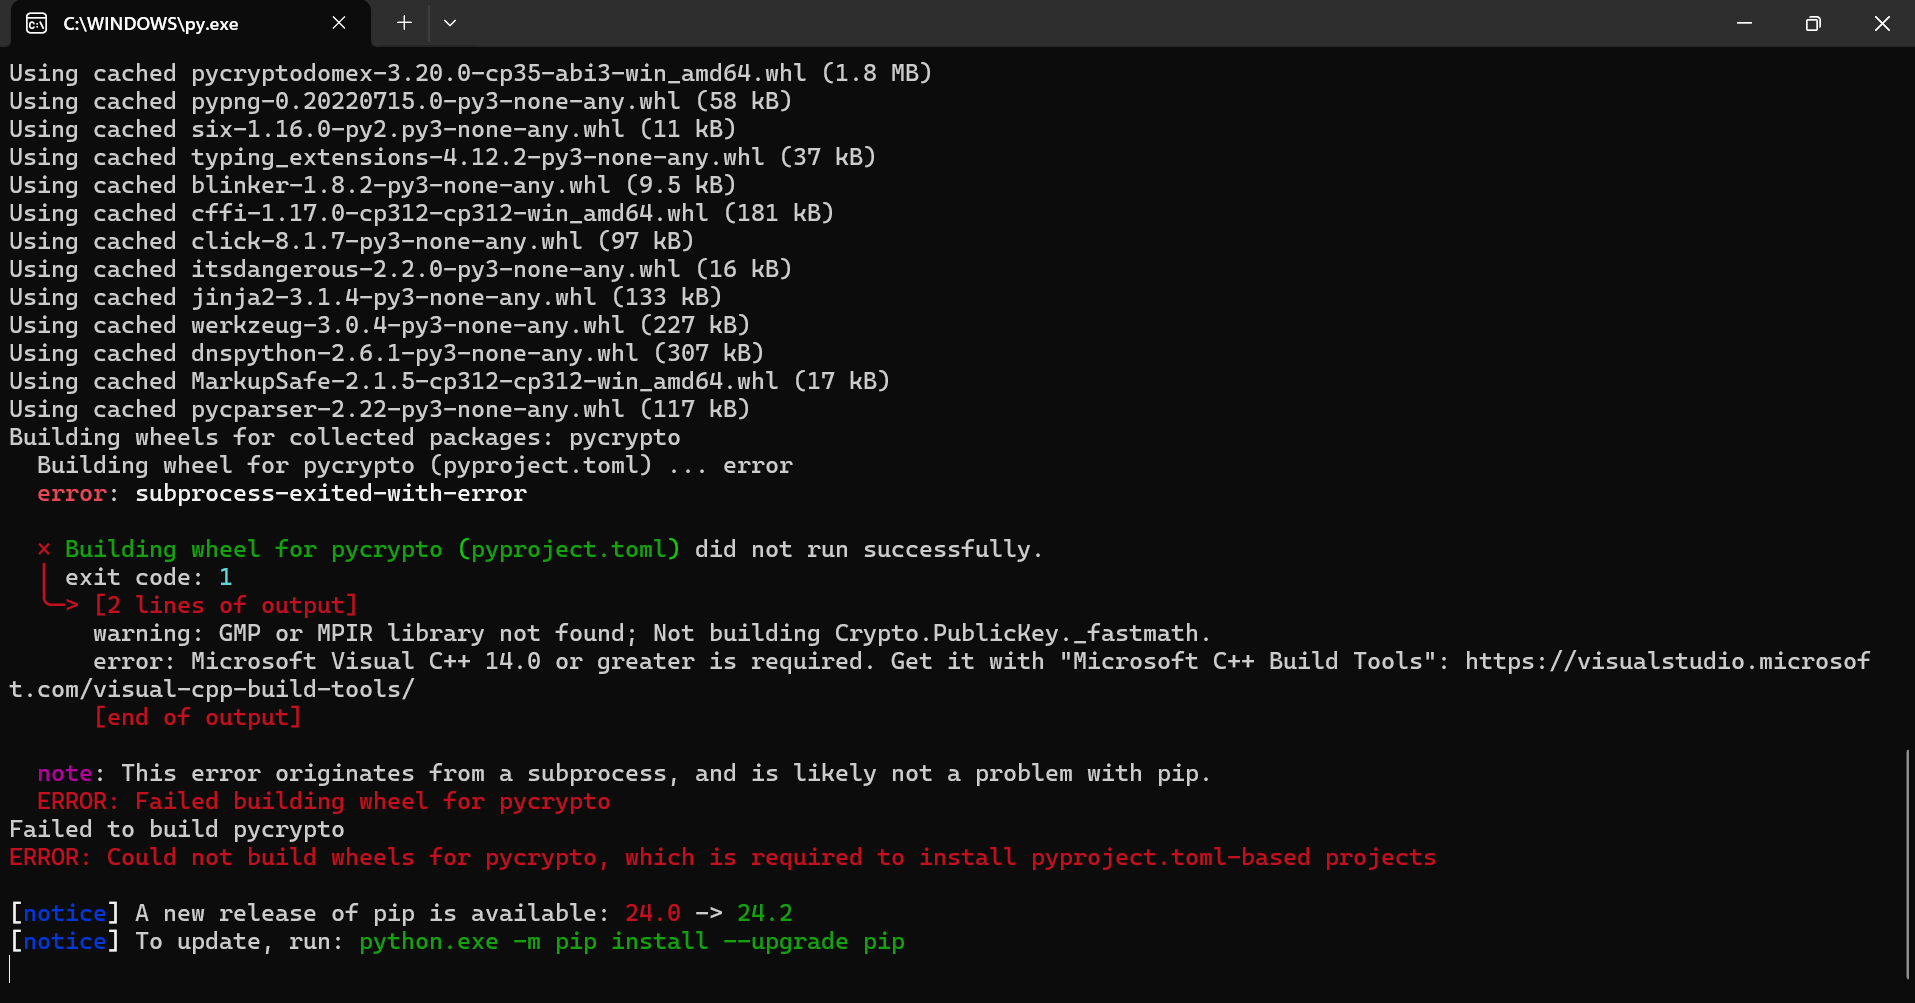 C:\WINDOWS\py.exe
Using cached pycryptodomex-3.20.0-cp35-abi3-win_amd64.whl (1.8 MB)
Using cached pypng-0.20220715.0-py3-none-any.whl (58 kB)
Using cached six-1.16.0-py2.py3-none-any.whl (11 kB)
Using cached typing_extensions-4.12.2-py3-none-any.whl (37 kB)
Using cached blinker-1.8.2-py3-none-any.whl (9.5 kB)
Using cached cffi-1.17.0-cp312-cp312-win_amd64.whl (181 kB)
Using cached click-8.1.7-py3-none-any.whl (97 kB)
Using cached itsdangerous-2.2.0-py3-none-any.whl (16 kB)
Using cached jinja2-3.1.4-py3-none-any.whl (133 kB)
Using cached werkzeug-3.0.4-py3-none-any.whl (227 kB)
Using cached dnspython-2.6.1-py3-none-any.whl (307 kB)
Using cached MarkupSafe-2.1.5-cp312-cp312-win_amd64.whl (17 kB)
Using cached pycparser-2.22-py3-none-any.whl (117 kB)
Building wheels for collected packages: pycrypto
  Building wheel for pycrypto (pyproject.toml) ... error
  error: subprocess-exited-with-error

  × Building wheel for pycrypto (pyproject.toml) did not run successfully.
  │ exit code: 1
  ╰─> [2 lines of output]
      warning: GMP or MPIR library not found; Not building Crypto.PublicKey._fastmath.
      error: Microsoft Visual C++ 14.0 or greater is required. Get it with "Microsoft C++ Build Tools": https://visualstudio.microsof
t.com/visual-cpp-build-tools/
      [end of output]

  note: This error originates from a subprocess, and is likely not a problem with pip.
  ERROR: Failed building wheel for pycrypto
Failed to build pycrypto
ERROR: Could not build wheels for pycrypto, which is required to install pyproject.toml-based projects

[notice] A new release of pip is available: 24.0 -> 24.2
[notice] To update, run: python.exe -m pip install --upgrade pip